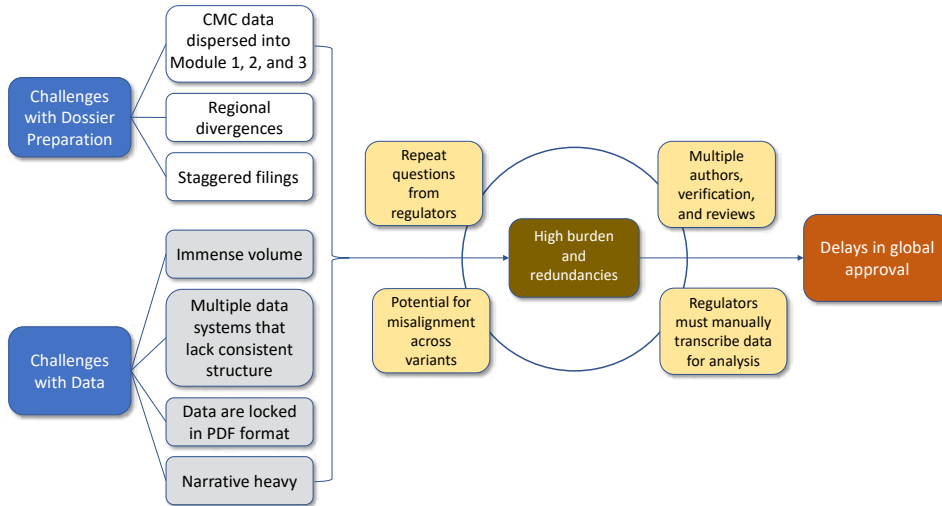 Challenges
with Dossier
Preparation
CMC data
dispersed into
Module 1, 2, and 3
Regional
divergences
Staggered filings
Challenges
with Data
Immense volume
Multiple data
systems that
lack consistent
structure
Data are locked
in PDF format
Narrative heavy
Repeat
questions
from
regulators
Multiple
authors,
verification,
and reviews
High burden
and
redundancies
Potential for
misalignment
across
variants
Regulators
must manually
transcribe data
for analysis
Delays in global
approval